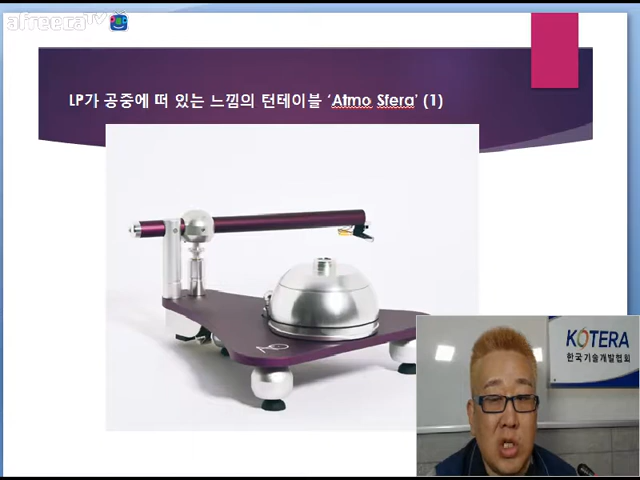 afreecaTV
LP가 공중에 떠 있는 느낌의 턴테이블 ‘Atmo Sfera’ (1)
KOTERA
한국기술개발협회